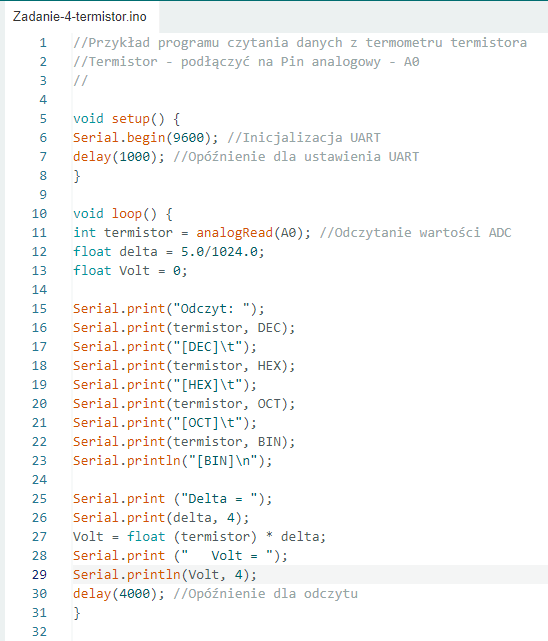 Zadanie-4-termistor.ino
1 //Przykład programu czytania danych z termometru termistora
2 //Termistor - podłączyć na Pin analogowy - A0
3 //
4
5 void setup() {
6 Serial.begin(9600); //Inicjalizacja UART
7 delay(1000); //Opóźnienie dla ustawienia UART
8 }
9
10 void loop() {
11 int termistor = analogRead(A0); //Odczytanie wartości ADC
12 float delta = 5.0/1024.0;
13 float Volt = 0;
14
15 Serial.print("Odczyt: ");
16 Serial.print(termistor, DEC);
17 Serial.print("[DEC]\t");
18 Serial.print(termistor, HEX);
19 Serial.print("[HEX]\t");
20 Serial.print(termistor, OCT);
21 Serial.print("[OCT]\t");
22 Serial.print(termistor, BIN);
23 Serial.println("[BIN]\n");
24
25 Serial.print ("Delta = ");
26 Serial.print(delta, 4);
27 Volt = float (termistor) * delta;
28 Serial.print ("   Volt = ");
29 Serial.println(Volt, 4);
30 delay(4000); //Opóźnienie dla odczytu
31 }
32